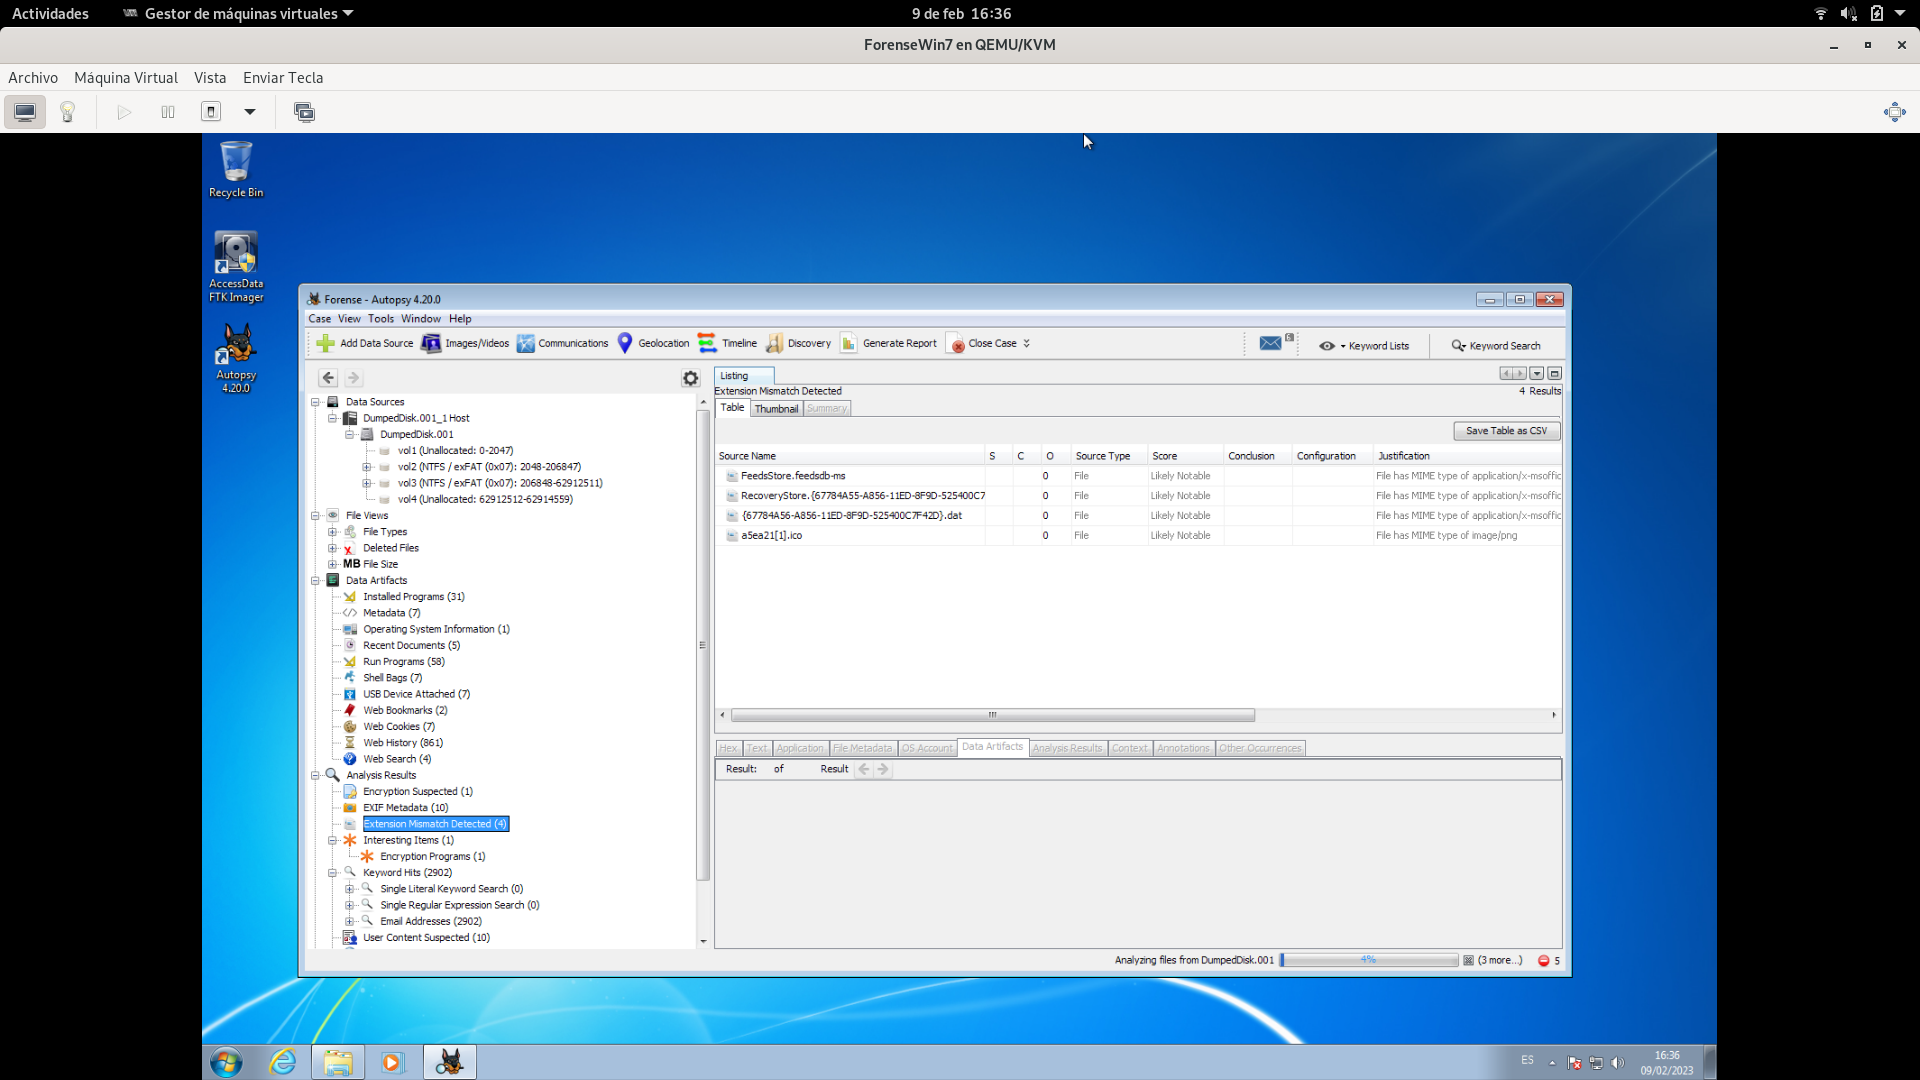 Actividades
Gestor de máquinas virtuales
9 de feb 16:36
ForenseWin7 en QEMU/KVM
Archivo Máquina Virtual Vista Enviar Tecla
Recycle Bin
AccessData
FTK Imager
Autopsy
4.20.0
Forense - Autopsy 4.20.0
Case View Tools Window Help
Add Data Source Images/Videos Communications Geolocation Timeline Discovery Generate Report Close Case
Keyword Lists
Keyword Search
Data Sources
DumpedDisk.001_1 Host
DumpedDisk.001
vol1 (Unallocated: 0-2047)
vol2 (NTFS / exFAT (0x07): 2048-206847)
vol3 (NTFS / exFAT (0x07): 206848-62912511)
vol4 (Unallocated: 62912512-62914559)
File Views
File Types
Deleted Files
MB File Size
Data Artifacts
Installed Programs (31)
Metadata (7)
Operating System Information (1)
Recent Documents (5)
Run Programs (58)
Shell Bags (7)
USB Device Attached (7)
Web Bookmarks (2)
Web Cookies (7)
Web History (861)
Web Search (4)
Analysis Results
Encryption Suspected (1)
EXIF Metadata (10)
Extension Mismatch Detected (4)
Interesting Items (1)
Encryption Programs (1)
Keyword Hits (2902)
Single Literal Keyword Search (0)
Single Regular Expression Search (0)
Email Addresses (2902)
User Content Suspected (10)
Listing
Extension Mismatch Detected
4 Results
Table Thumbnail Summary
Save Table as CSV
Source Name S C O Source Type Score Conclusion Configuration Justification
FeedsStore.feedsdb-ms 0 File Likely Notable File has MIME type of application/x-msoffic
RecoveryStore.{67784A55-A856-11ED-8F9D-525400C7 0 File Likely Notable File has MIME type of application/x-msoffic
{67784A56-A856-11ED-8F9D-525400C7F42D}.dat 0 File Likely Notable File has MIME type of application/x-msoffic
a5ea21[1].ico 0 File Likely Notable File has MIME type of image/png
Hex Text Application File Metadata OS Account Data Artifacts Analysis Results Context Annotations Other Occurrences
Result: of Result
Analyzing files from DumpedDisk.001 4% (3 more...) 5
ES
16:36
09/02/2023